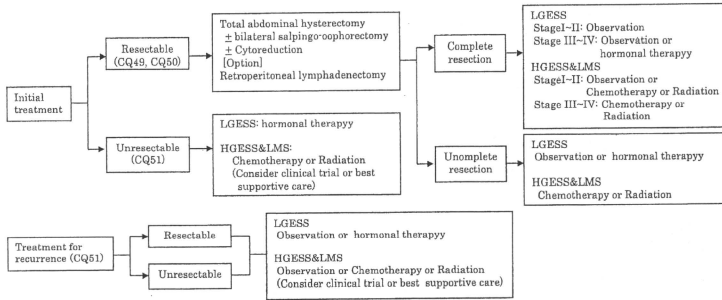 Initial
treatment
Resectable
(CQ49, CQ50)
Total abdominal hysterectomy
± bilateral salpingo-oophorectomy
± Cytoreduction
[Option]
Retroperitoneal lymphadenectomy
Complete
resection
LGESS
StageI~II: Observation
Stage III~IV: Observation or
hormonal therapyy
HGESS&LMS
StageI~II: Observation or
Chemotherapy or Radiation
Stage III~IV: Chemotherapy or
Radiation
Unresectable
(CQ51)
LGESS: hormonal therapyy
HGESS&LMS:
Chemotherapy or Radiation
(Consider clinical trial or best
supportive care)
Unomplete
resection
LGESS
Observation or hormonal therapyy
HGESS&LMS
Chemotherapy or Radiation
Treatment for
recurrence (CQ51)
Resectable
Unresectable
LGESS
Observation or hormonal therapyy
HGESS&LMS
Observation or Chemotherapy or Radiation
(Consider clinical trial or best supportive care)